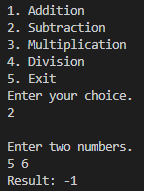 1. Addition
2. Subtraction
3. Multiplication
4. Division
5. Exit
Enter your choice.
2
Enter two numbers.
5 6
Result: -1